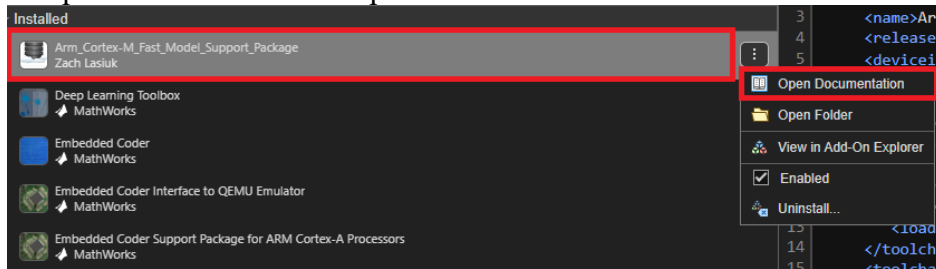 Installed
Arm_Cortex-M_Fast_Model_Support_Package
Zach Lasiuk
Deep Learning Toolbox
MathWorks
Embedded Coder
MathWorks
Embedded Coder Interface to QEMU Emulator
MathWorks
Embedded Coder Support Package for ARM Cortex-A Processors
MathWorks
Open Documentation
Open Folder
View in Add-On Explorer
Enabled
Uninstall...
3 <name>Ar
4 <release
5 <devicei
13 <load
14 </toolch
15 <toolcha